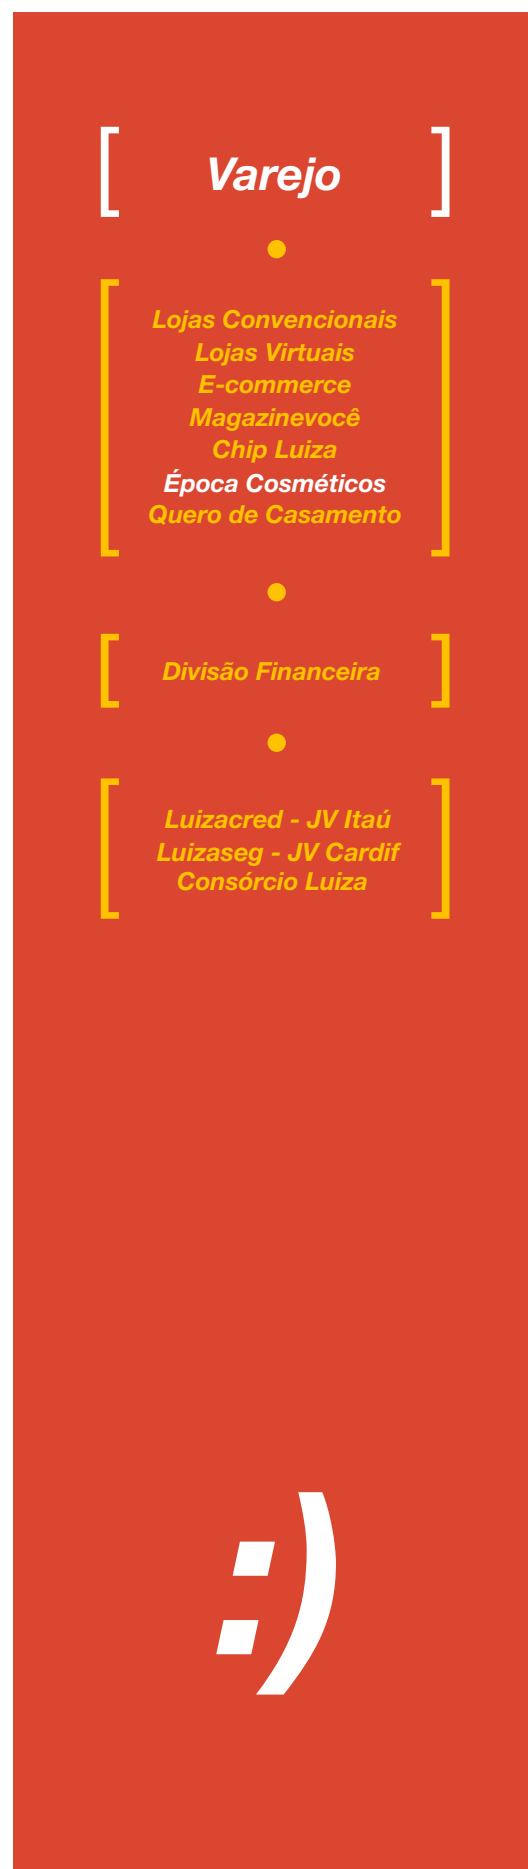 Varejo
Lojas Convencionais
Lojas Virtuais
E-commerce
Magazinevocê
Chip Luiza
Época Cosméticos
Quero de Casamento
Divisão Financeira
Luizacred - JV Itaú
Luizaseg - JV Cardif
Consórcio Luiza
:)